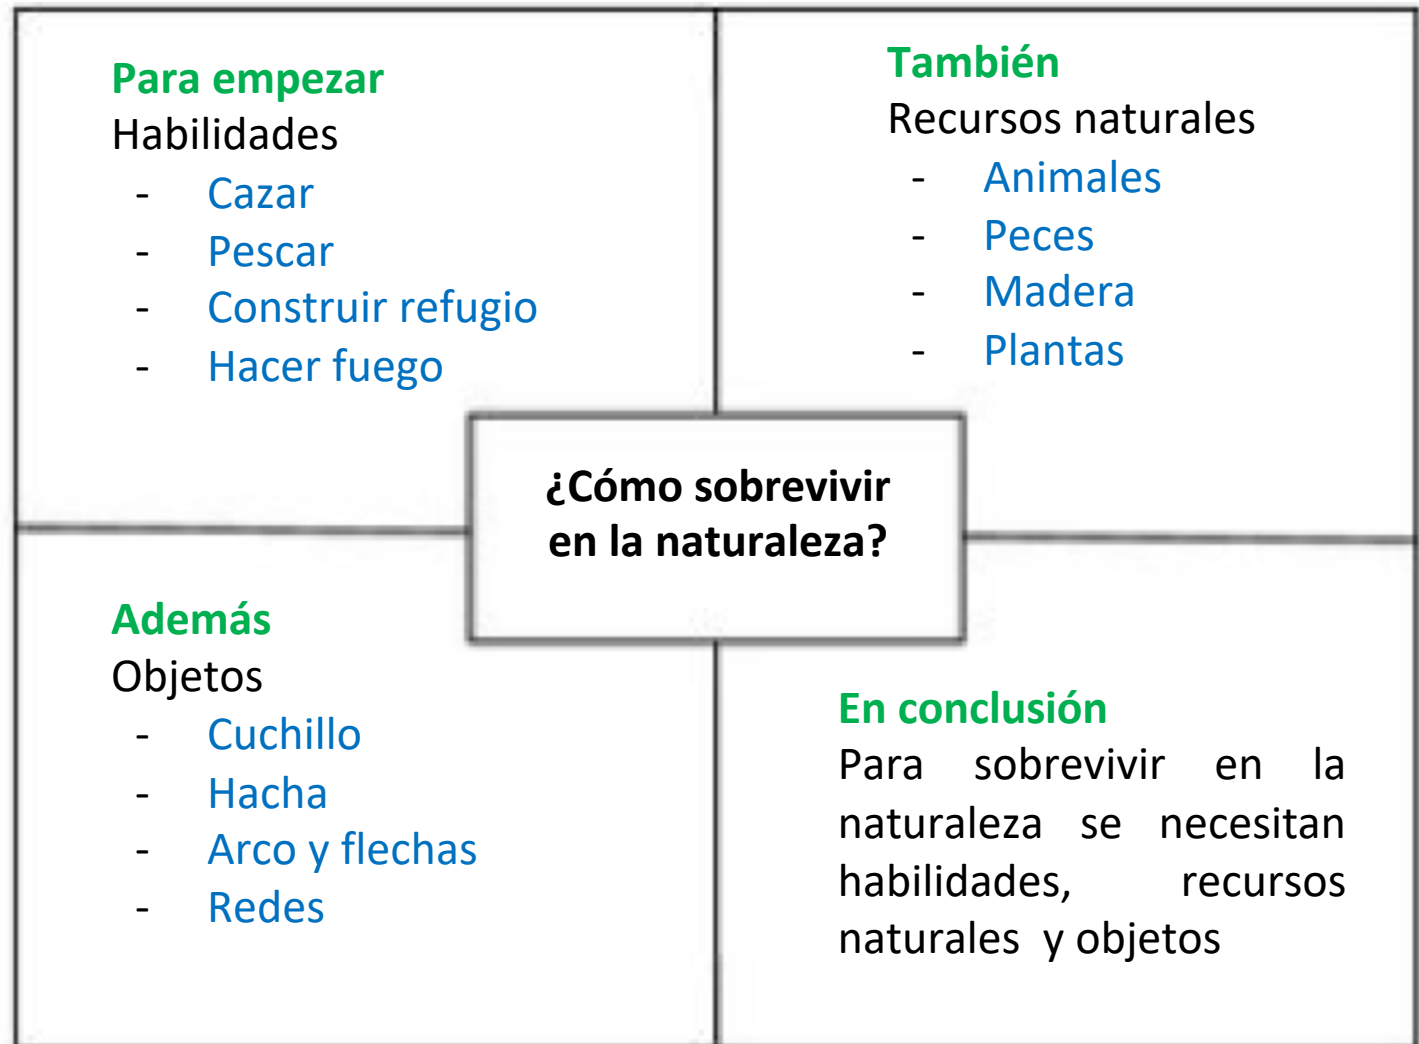 Para empezar
Habilidades
- Cazar
- Pescar
- Construir refugio
- Hacer fuego
También
Recursos naturales
- Animales
- Peces
- Madera
- Plantas
¿Cómo sobrevivir
en la naturaleza?
Además
Objetos
- Cuchillo
- Hacha
- Arco y flechas
- Redes
En conclusión
Para sobrevivir en la
naturaleza se necesitan
habilidades, recursos
naturales y objetos